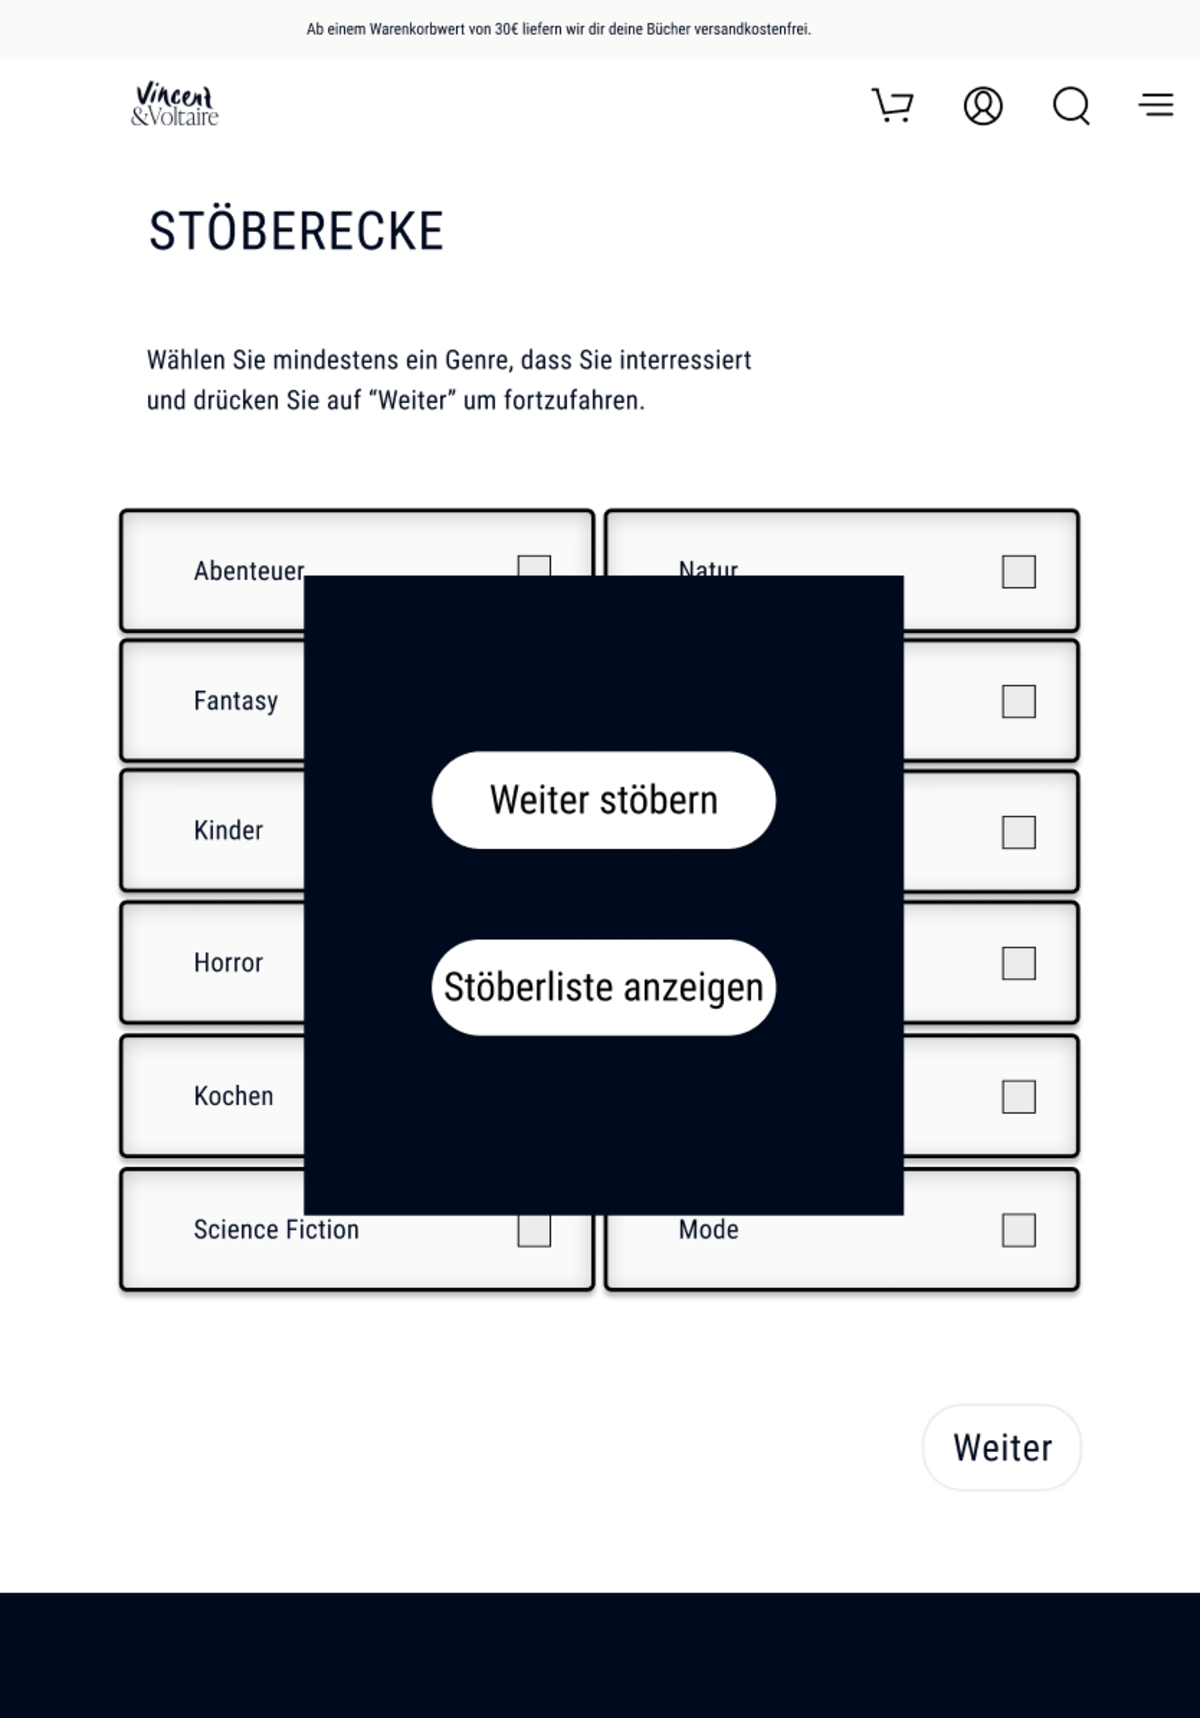 Ab einem Warenkorbwert von 30€ liefern wir dir deine Bücher versandkostenfrei.
Vincent
&Voltaire
STÖBERECKE
Wählen Sie mindestens ein Genre, dass Sie interressiert
und drücken Sie auf “Weiter” um fortzufahren.
Abenteuer
Natur
Fantasy
Weiter stöbern
Kinder
Horror
Stöberliste anzeigen
Kochen
Science Fiction
Mode
Weiter